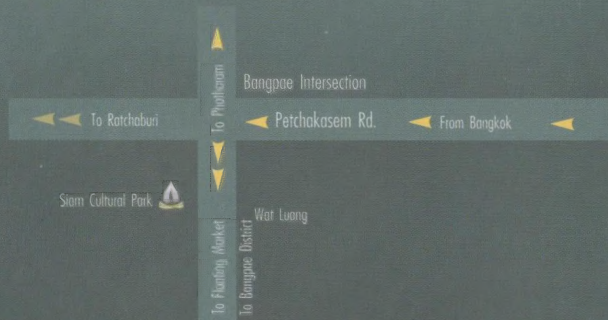 Bangpae Intersection
To Photharam
To Ratchaburi
Petchakasem Rd.
From Bangkok
Siam Cultural Park
Wat Luang
To Floating Market
To Bangpae District